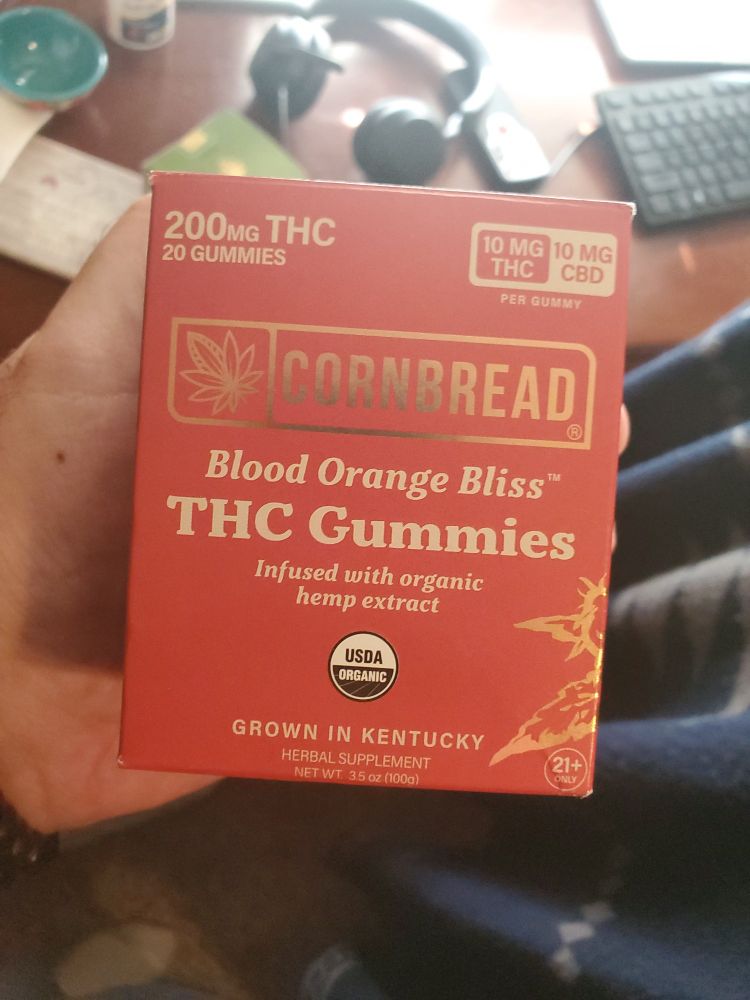 200MG THC
20 GUMMIES
10 MG THC
10 MG CBD
PER GUMMY
CORNBREAD®
Blood Orange Bliss™
THC Gummies
Infused with organic
hemp extract
USDA
ORGANIC
GROWN IN KENTUCKY
HERBAL SUPPLEMENT
NET WT. 3.5 oz (100g)
21+
ONLY